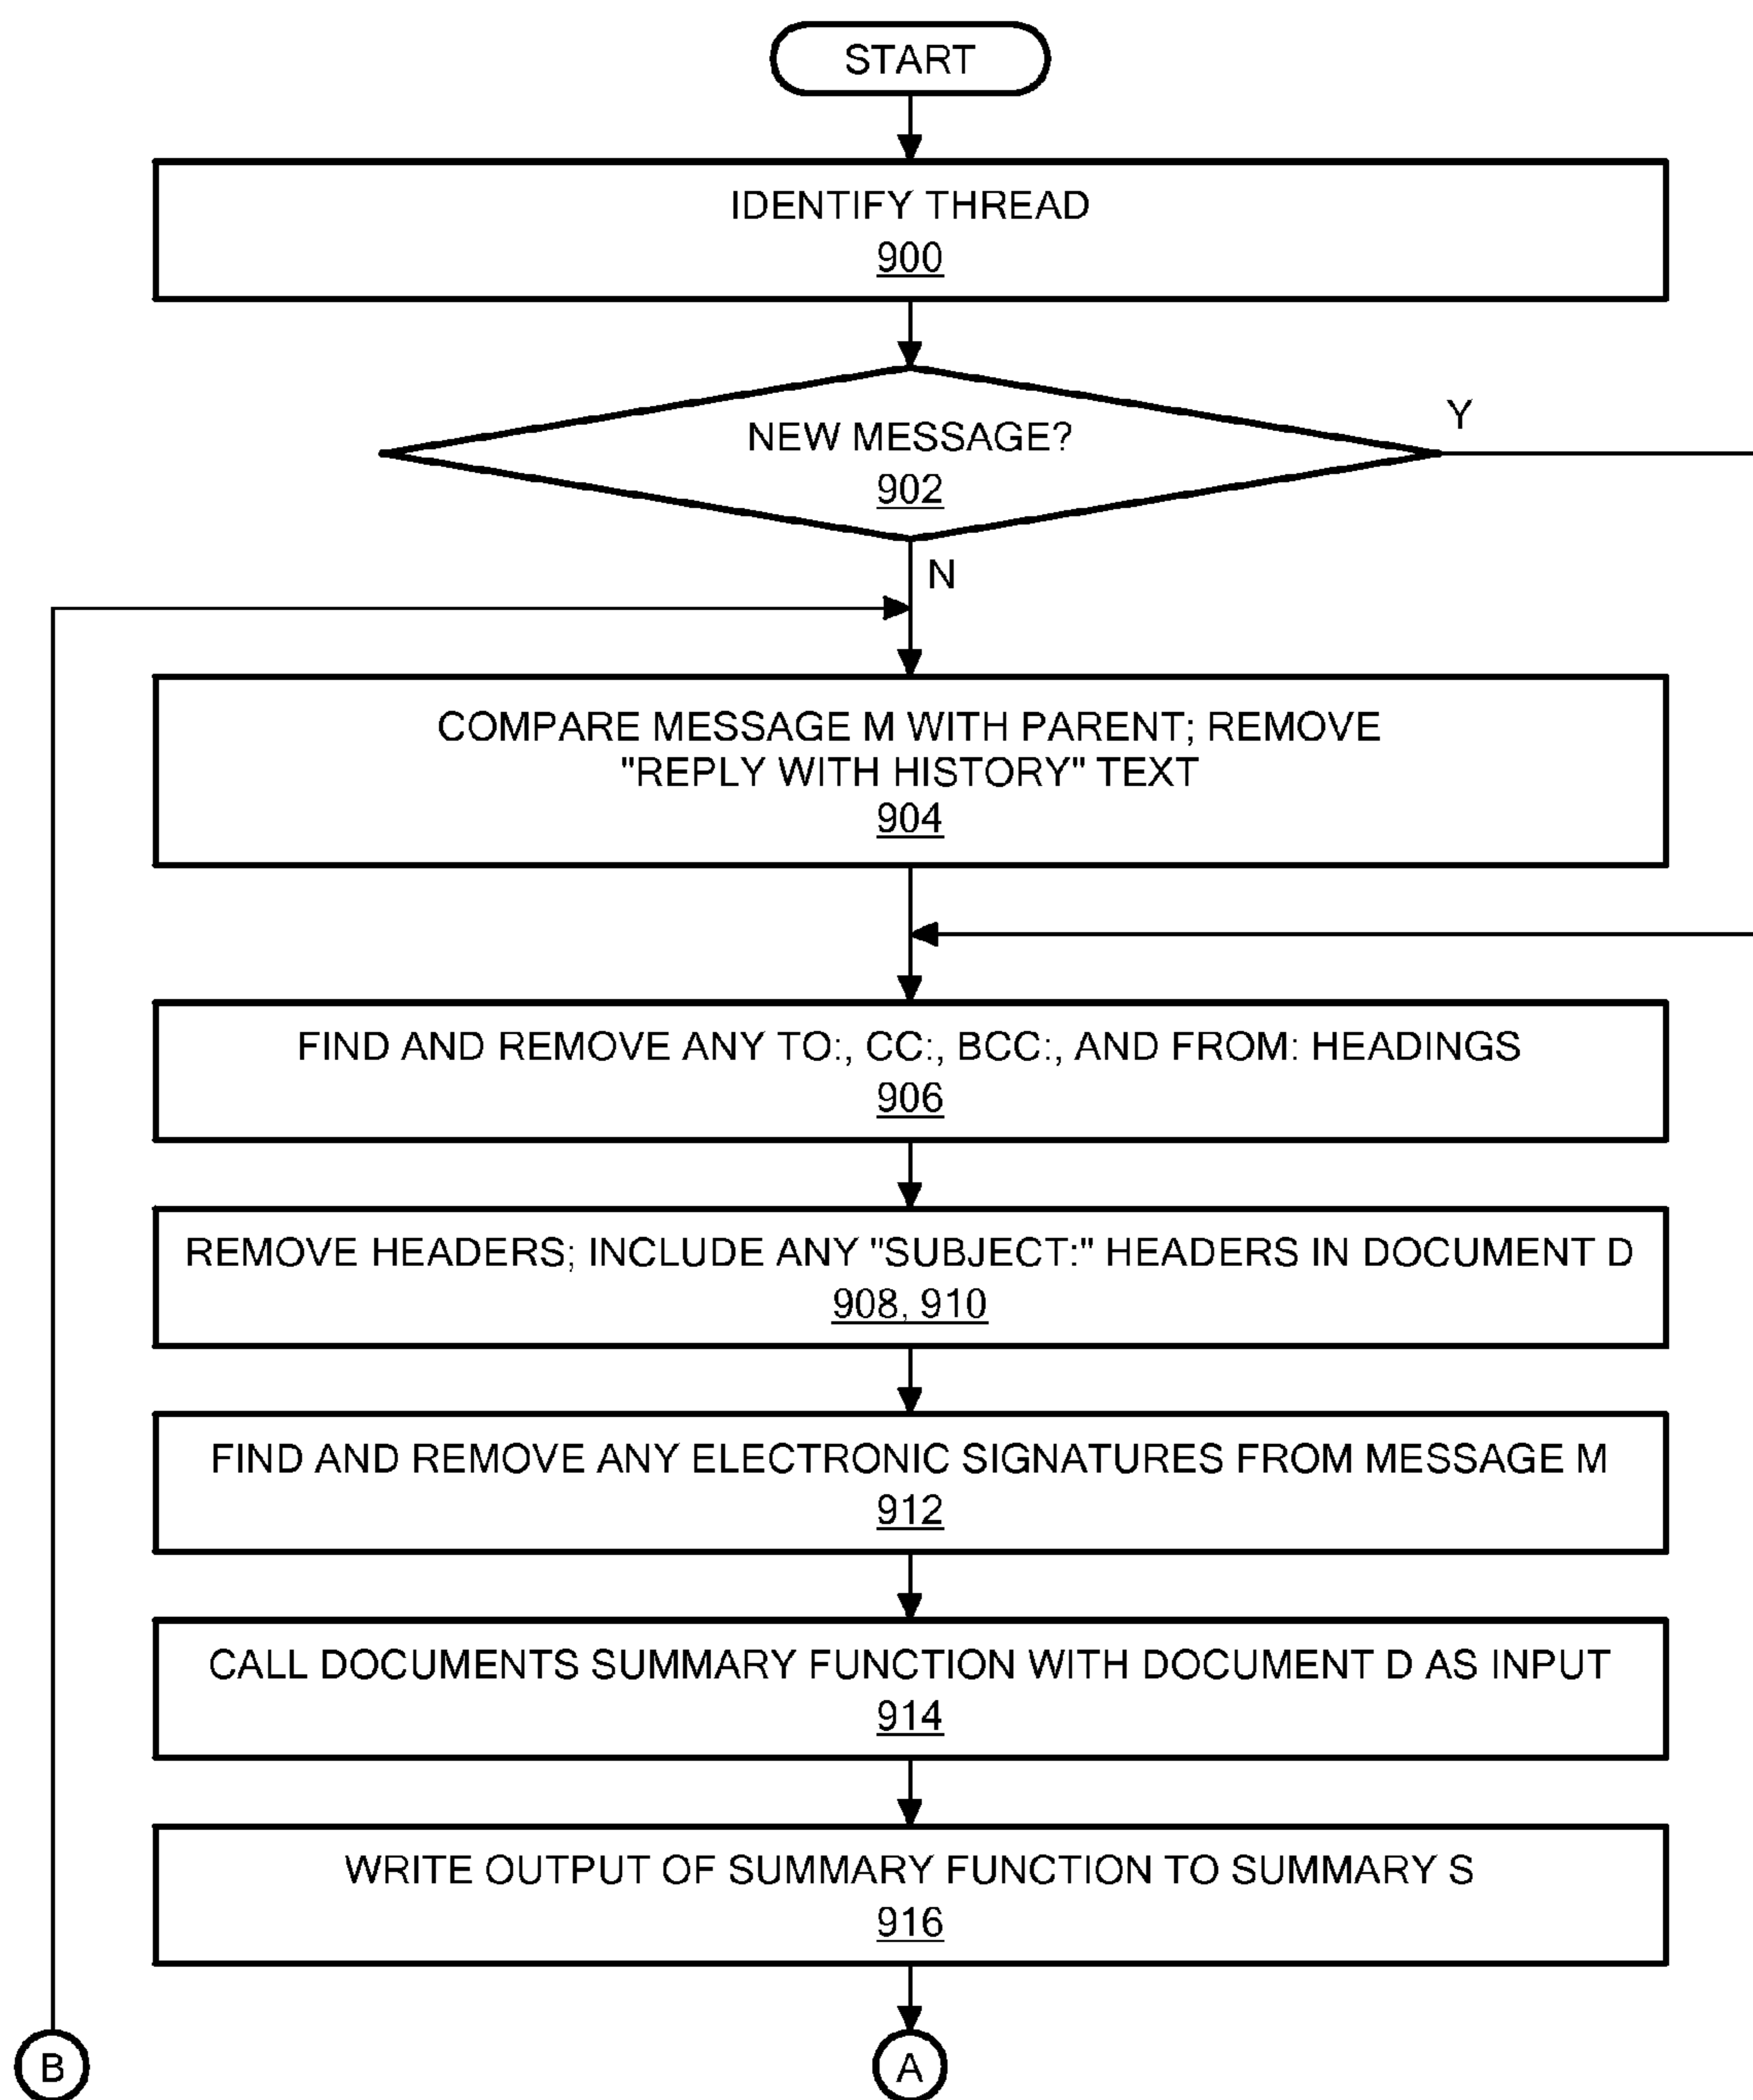 START
IDENTIFY THREAD
900
NEW MESSAGE?
902
Y
N
COMPARE MESSAGE M WITH PARENT; REMOVE
"REPLY WITH HISTORY" TEXT
904
FIND AND REMOVE ANY TO:, CC:, BCC:, AND FROM: HEADINGS
906
REMOVE HEADERS; INCLUDE ANY "SUBJECT:" HEADERS IN DOCUMENT D
908, 910
FIND AND REMOVE ANY ELECTRONIC SIGNATURES FROM MESSAGE M
912
CALL DOCUMENTS SUMMARY FUNCTION WITH DOCUMENT D AS INPUT
914
WRITE OUTPUT OF SUMMARY FUNCTION TO SUMMARY S
916
B
A